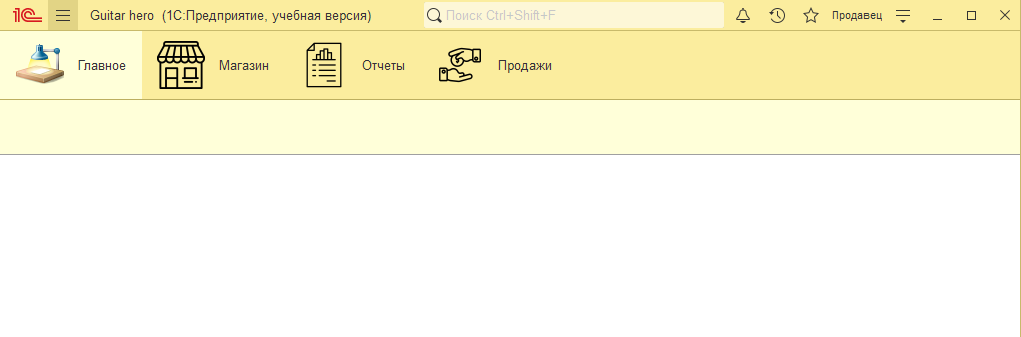 1С Guitar hero (1С:Предприятие, учебная версия) Поиск Ctrl+Shift+F Продавец
Главное Магазин Отчеты Продажи